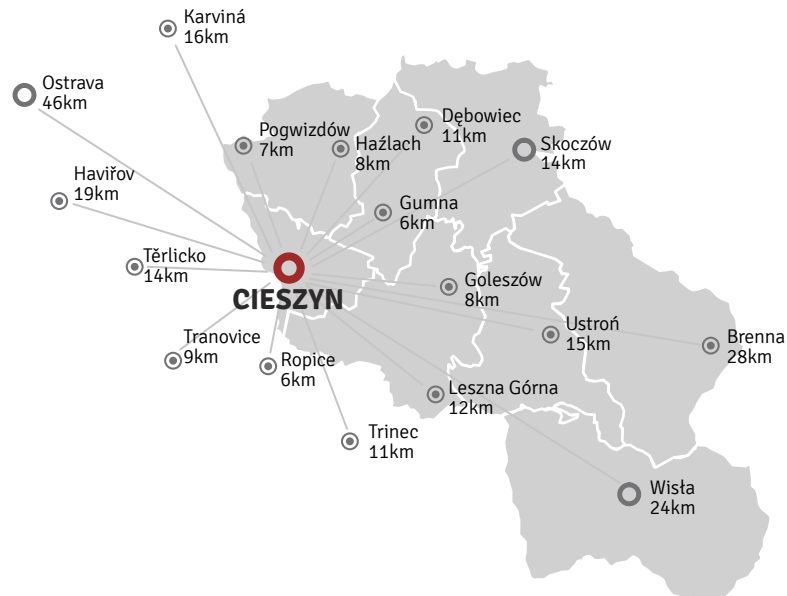 Karviná
16km
Ostrava
46km
Dębowiec
11km
Pogwizdów
7km
Haźlach
8km
Skoczów
14km
Haviřov
19km
Gumna
6km
Těrlicko
14km
CIESZYN
Goleszów
8km
Ustroń
15km
Tranovice
9km
Brenna
28km
Ropice
6km
Leszna Górna
12km
Trinec
11km
Wisła
24km